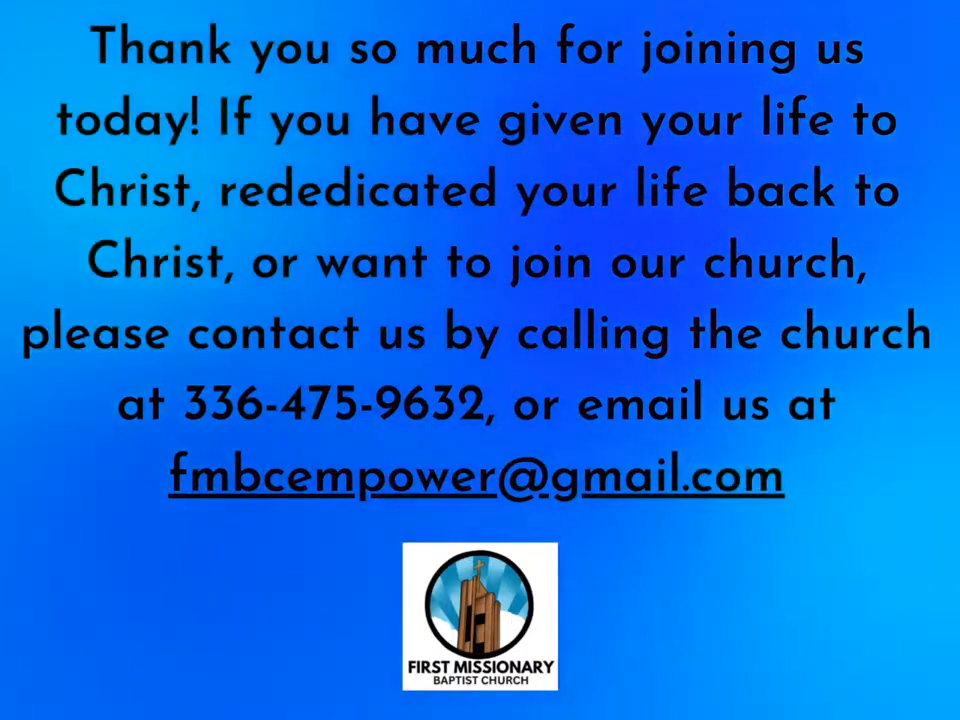 Thank you so much for joining us
today! If you have given your life to
Christ, rededicated your life back to
Christ, or want to join our church,
please contact us by calling the church
at 336-475-9632, or email us at
fmbcempower@gmail.com
FIRST MISSIONARY
BAPTIST CHURCH